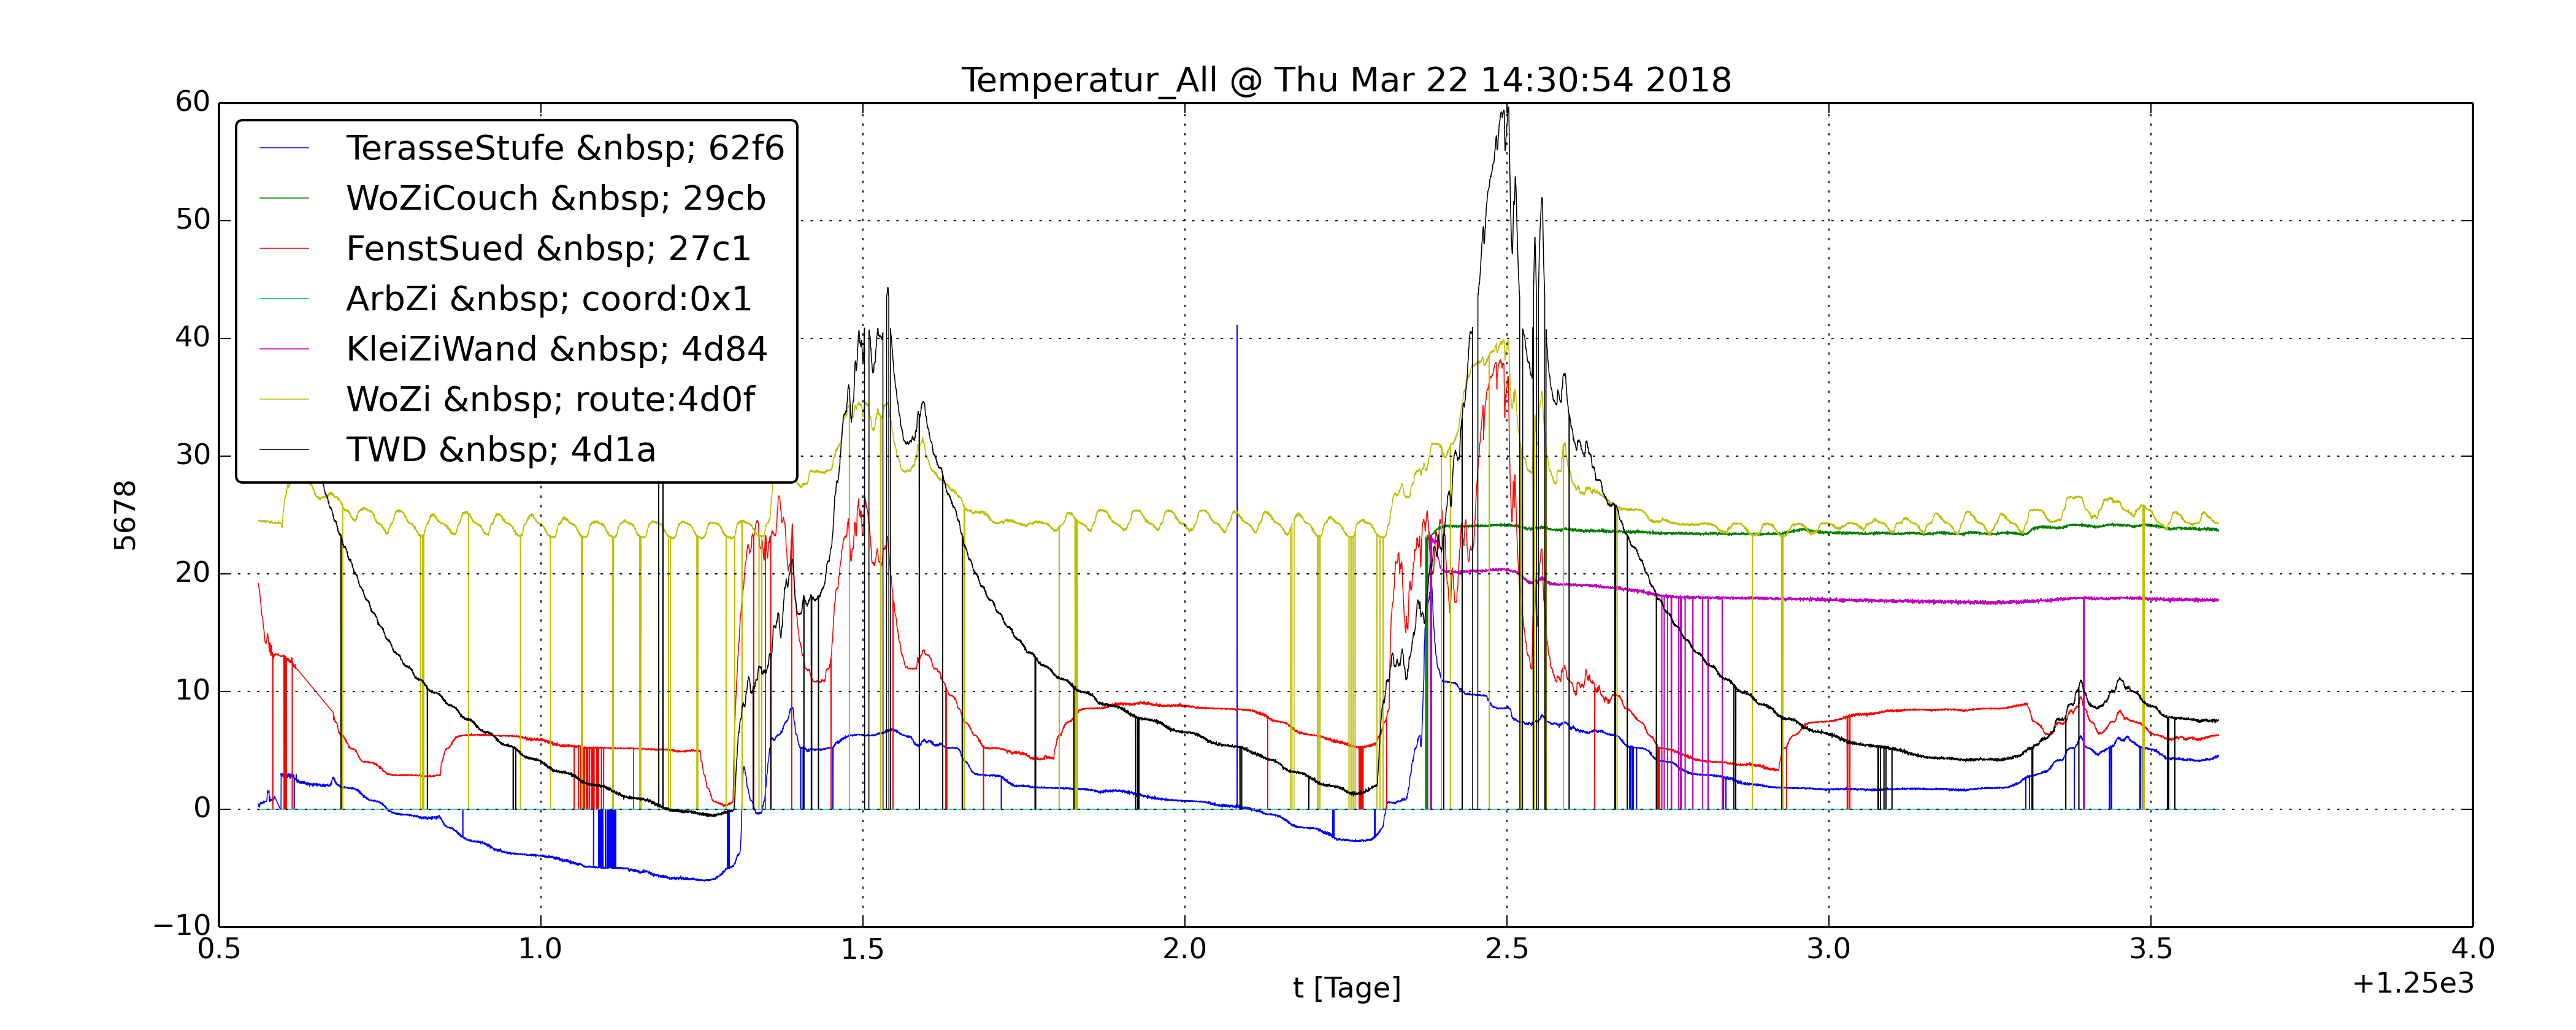 Temperatur_All @ Thu Mar 22 14:30:54 2018
60
50
40
30
20
10
0
−10
5678
TerasseStufe &nbsp; 62f6
WoZiCouch &nbsp; 29cb
FenstSued &nbsp; 27c1
ArbZi &nbsp; coord:0x1
KleiZiWand &nbsp; 4d84
WoZi &nbsp; route:4d0f
TWD &nbsp; 4d1a
0.5 1.0 1.5 2.0 2.5 3.0 3.5 4.0
+1.25e3
t [Tage]